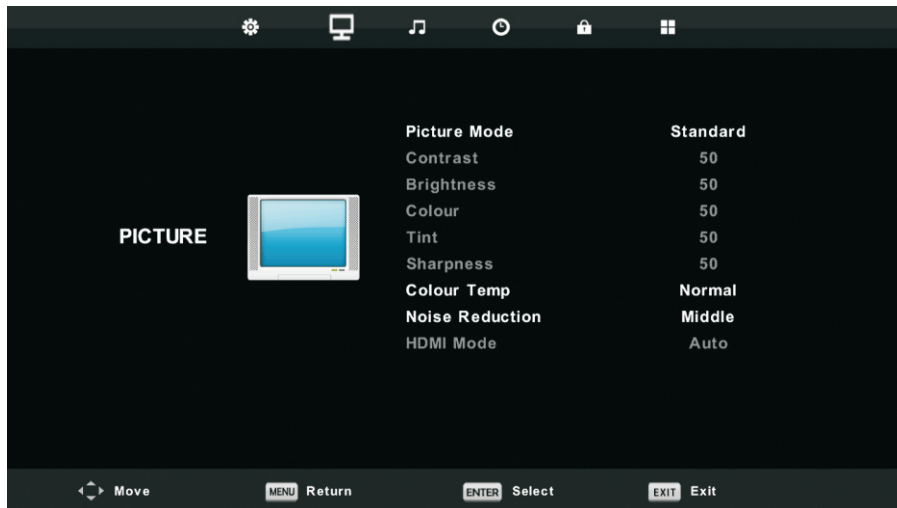 Picture Mode Standard
Contrast 50
Brightness 50
Colour 50
PICTURE
Tint 50
Sharpness 50
Colour Temp Normal
Noise Reduction Middle
HDMI Mode Auto
Move MENU Return ENTER Select EXIT Exit